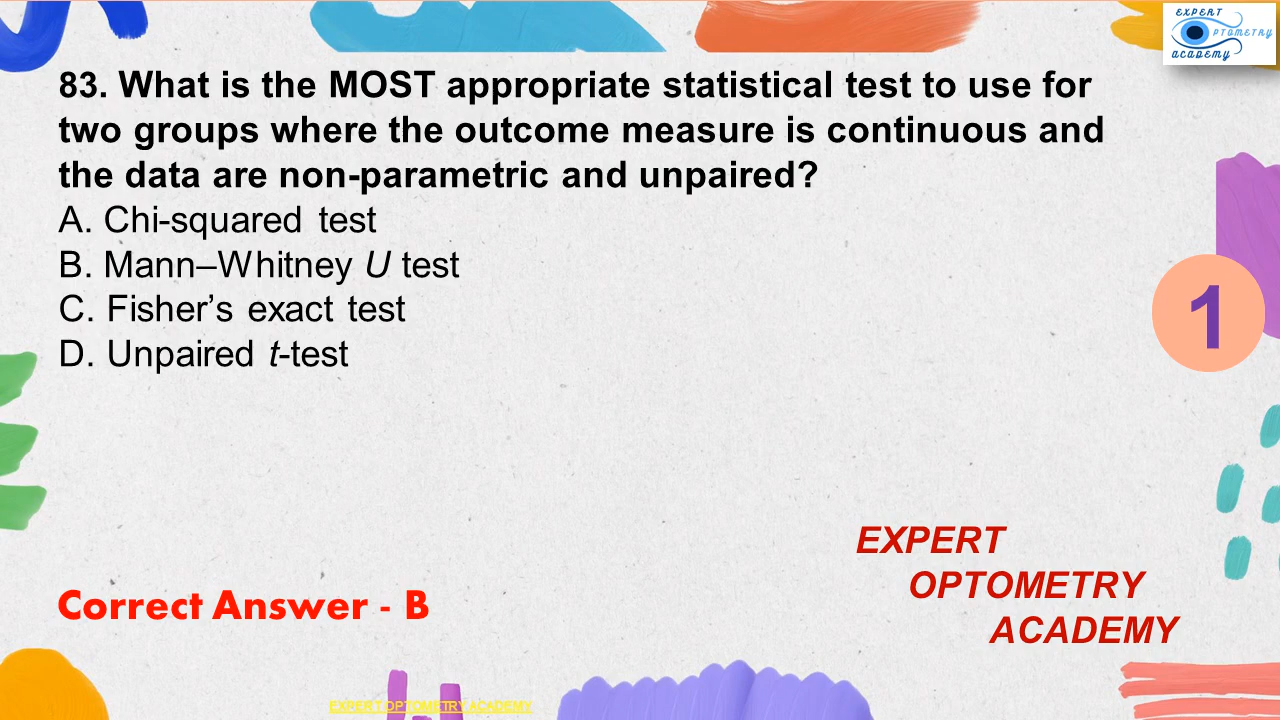 EXPERT
OPTOMETRY
academy
83. What is the MOST appropriate statistical test to use for
two groups where the outcome measure is continuous and
the data are non-parametric and unpaired?
A. Chi-squared test
B. Mann–Whitney U test
C. Fisher’s exact test
D. Unpaired t-test
1
EXPERT
OPTOMETRY
ACADEMY
Correct Answer - B
EXPERT OPTOMETRY ACADEMY